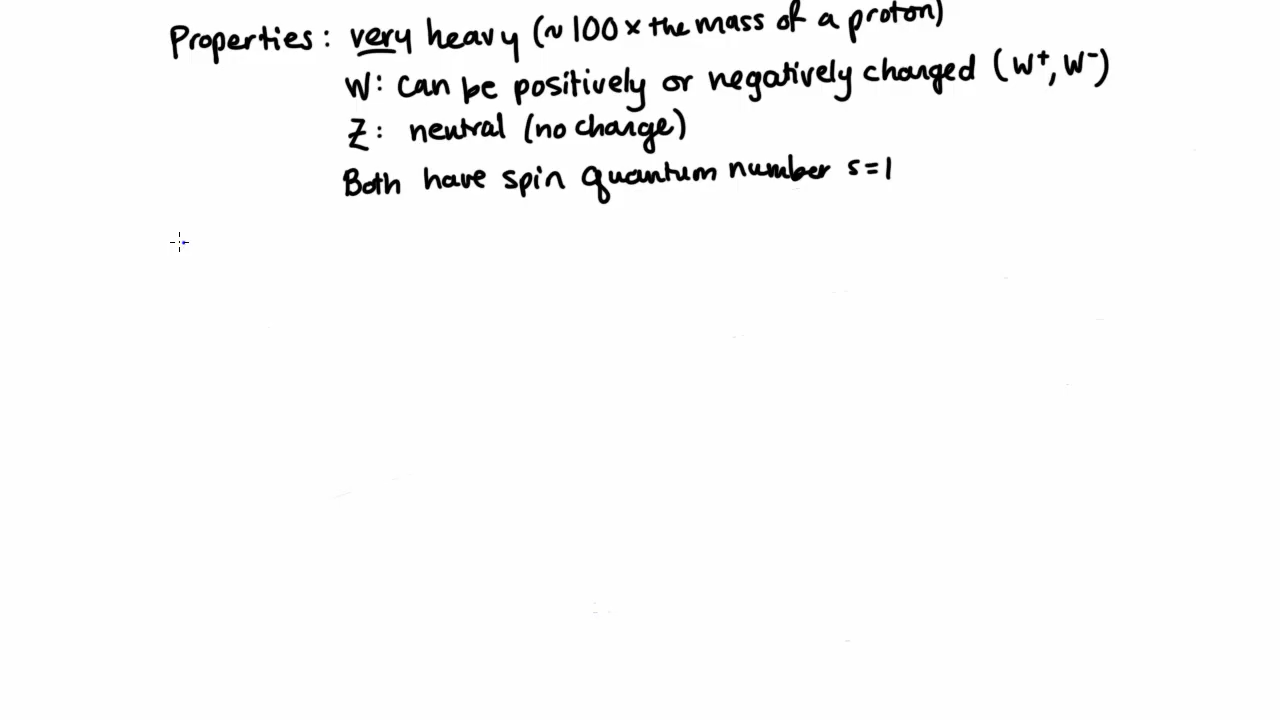 Properties: very heavy (~100× the mass of a proton)
W: can be positively or negatively charged (W⁺, W⁻)
Z: neutral (no charge)
Both have spin quantum number s=1